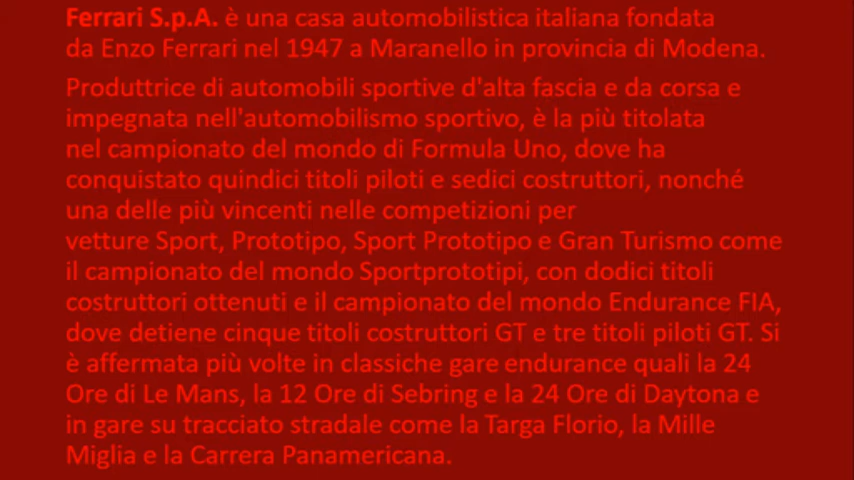 Ferrari S.p.A. è una casa automobilistica italiana fondata
da Enzo Ferrari nel 1947 a Maranello in provincia di Modena.
Produttrice di automobili sportive d'alta fascia e da corsa e
impegnata nell'automobilismo sportivo, è la più titolata
nel campionato del mondo di Formula Uno, dove ha
conquistato quindici titoli piloti e sedici costruttori, nonché
una delle più vincenti nelle competizioni per
vetture Sport, Prototipo, Sport Prototipo e Gran Turismo come
il campionato del mondo Sportprototipi, con dodici titoli
costruttori ottenuti e il campionato del mondo Endurance FIA,
dove detiene cinque titoli costruttori GT e tre titoli piloti GT. Si
è affermata più volte in classiche gare endurance quali la 24
Ore di Le Mans, la 12 Ore di Sebring e la 24 Ore di Daytona e
in gare su tracciato stradale come la Targa Florio, la Mille
Miglia e la Carrera Panamericana.